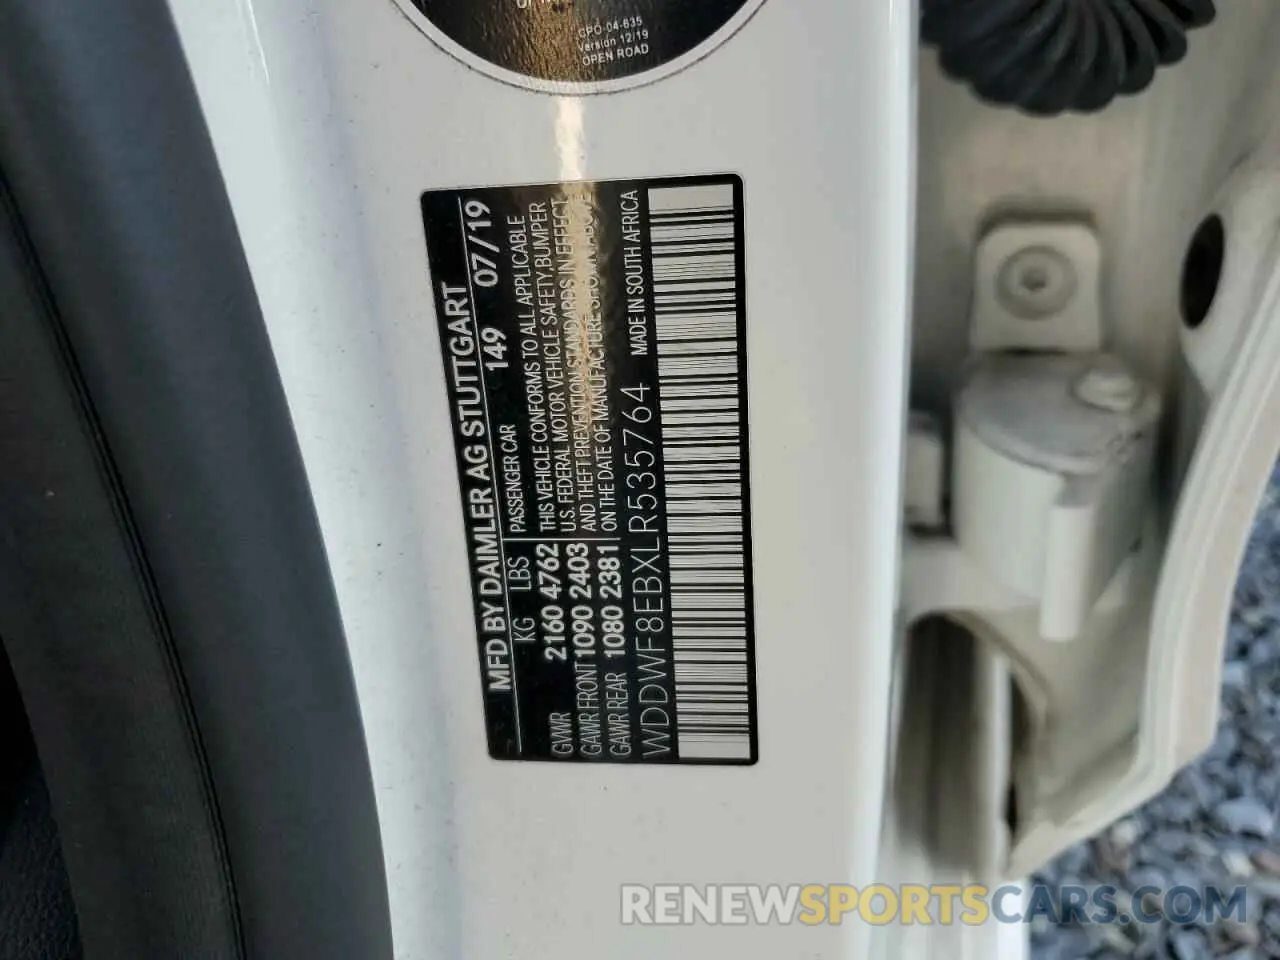 CPO-04-635
Version 12/19
OPEN ROAD
MFD BY DAIMLER AG STUTTGART
KG LBS PASSENGER CAR 149 07/19
GVWR 2160 4762 THIS VEHICLE CONFORMS TO ALL APPLICABLE
GAWR FRONT 1090 2403 U.S. FEDERAL MOTOR VEHICLE SAFETY,BUMPER
GAWR REAR 1080 2381 AND THEFT PREVENTION STANDARDS IN EFFECT
ON THE DATE OF MANUFACTURE SHOWN ABOVE
WDDWF8EBXLR535764 MADE IN SOUTH AFRICA
RENEWSPORTSCARS.COM